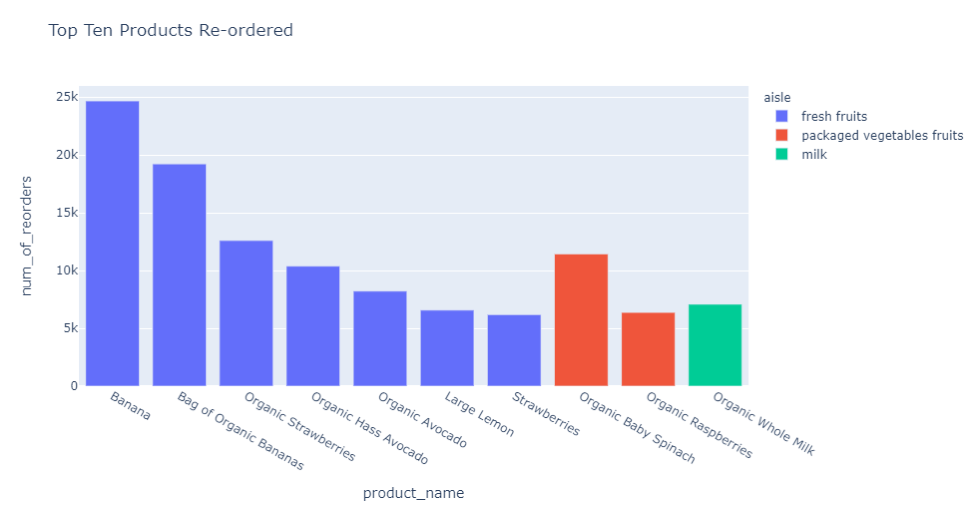 Top Ten Products Re-ordered
aisle
fresh fruits
packaged vegetables fruits
milk
num_of_reorders
25k
20k
15k
10k
5k
0
Banana
Bag of Organic Bananas
Organic Strawberries
Organic Hass Avocado
Organic Avocado
Large Lemon
Strawberries
Organic Baby Spinach
Organic Raspberries
Organic Whole Milk
product_name